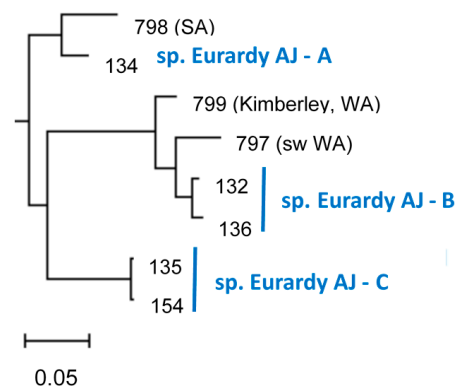 798 (SA)
134 sp. Eurardy AJ - A
799 (Kimberley, WA)
797 (sw WA)
132
sp. Eurardy AJ - B
136
135
sp. Eurardy AJ - C
154
0.05